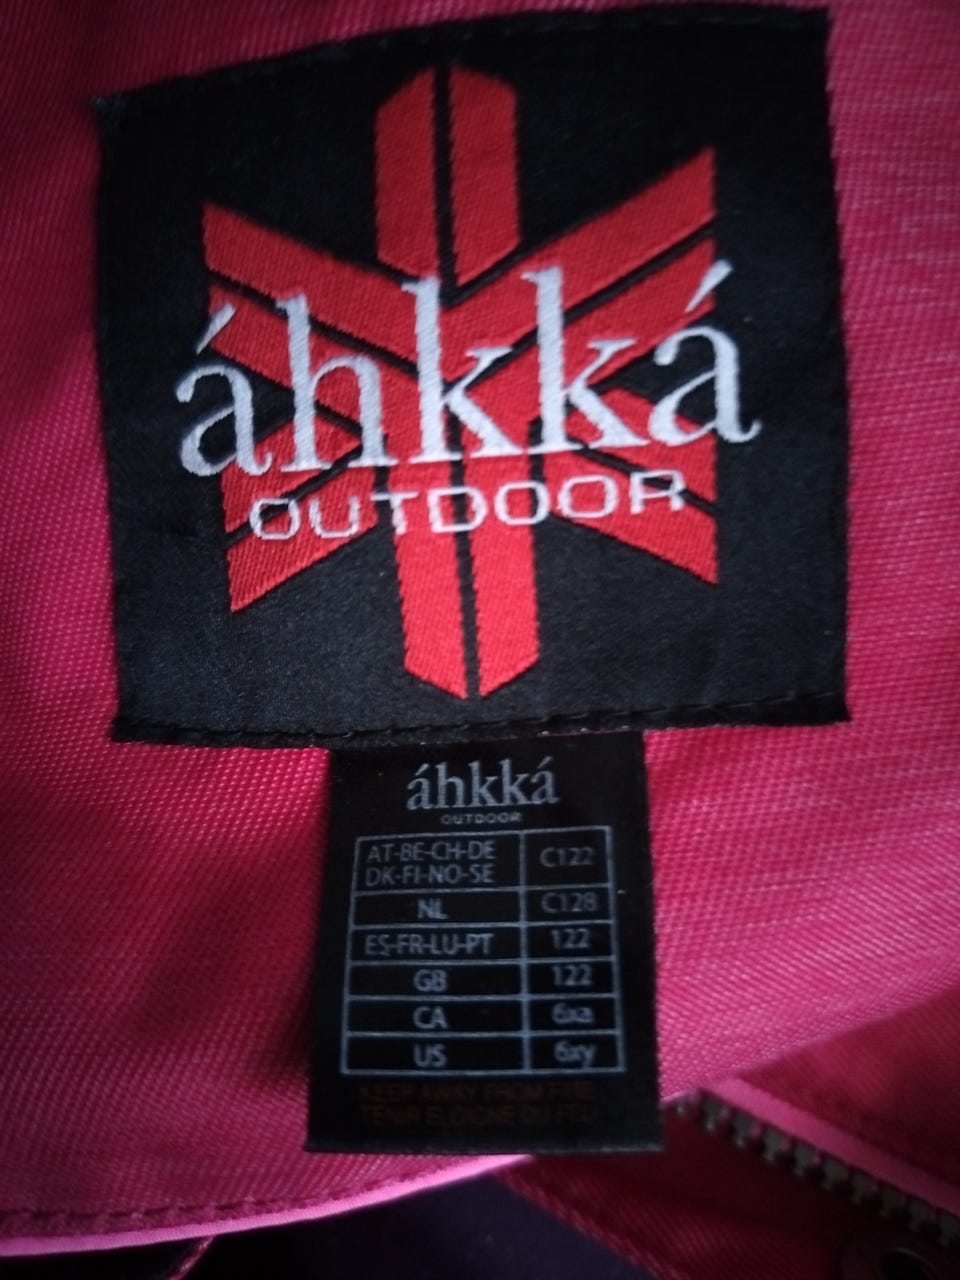 áhkká
OUTDOOR
áhkká
OUTDOOR
AT-BE-CH-DE
DK-FI-NO-SE C122
NL C128
ES-FR-LU-PT 122
GB 122
CA 6xa
US 6xy
KEEP AWAY FROM FIRE
TENIR ELOIGNE DU FEU